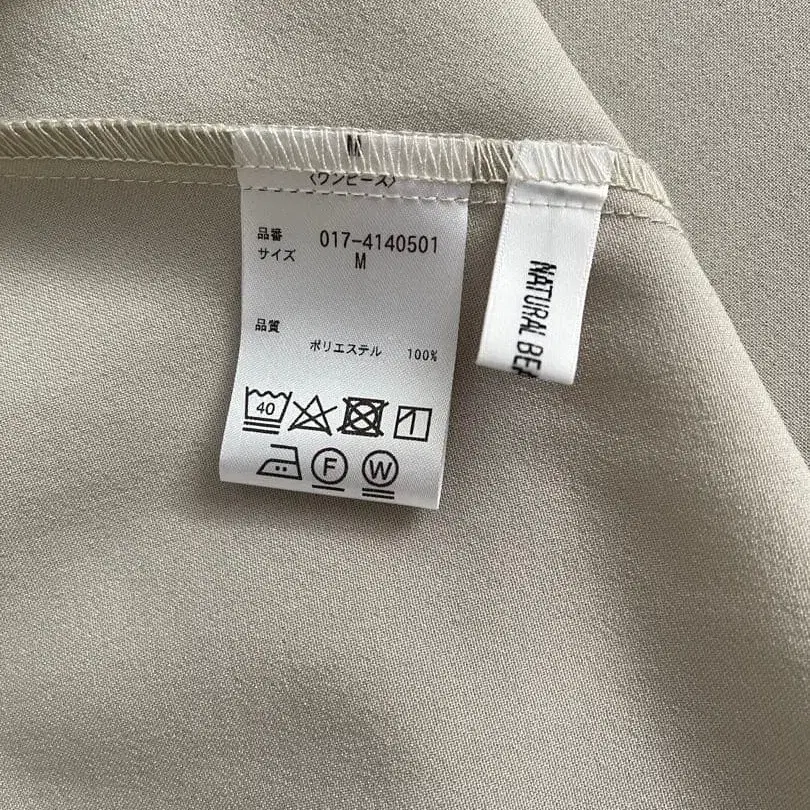 〈ワンピース〉
品番 017-4140501
サイズ M
品質
ポリエステル 100%
40
F W
NATURAL BEA